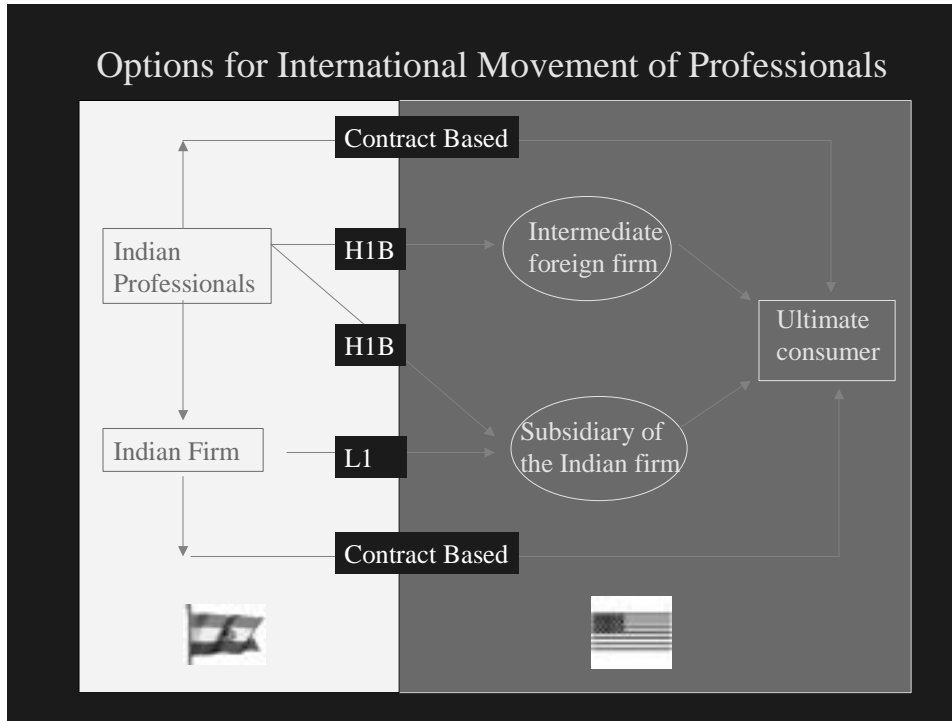 Options for International Movement of Professionals
Contract Based
Indian
Professionals
H1B
Intermediate
foreign firm
H1B
Ultimate
consumer
Indian Firm
L1
Subsidiary of
the Indian firm
Contract Based